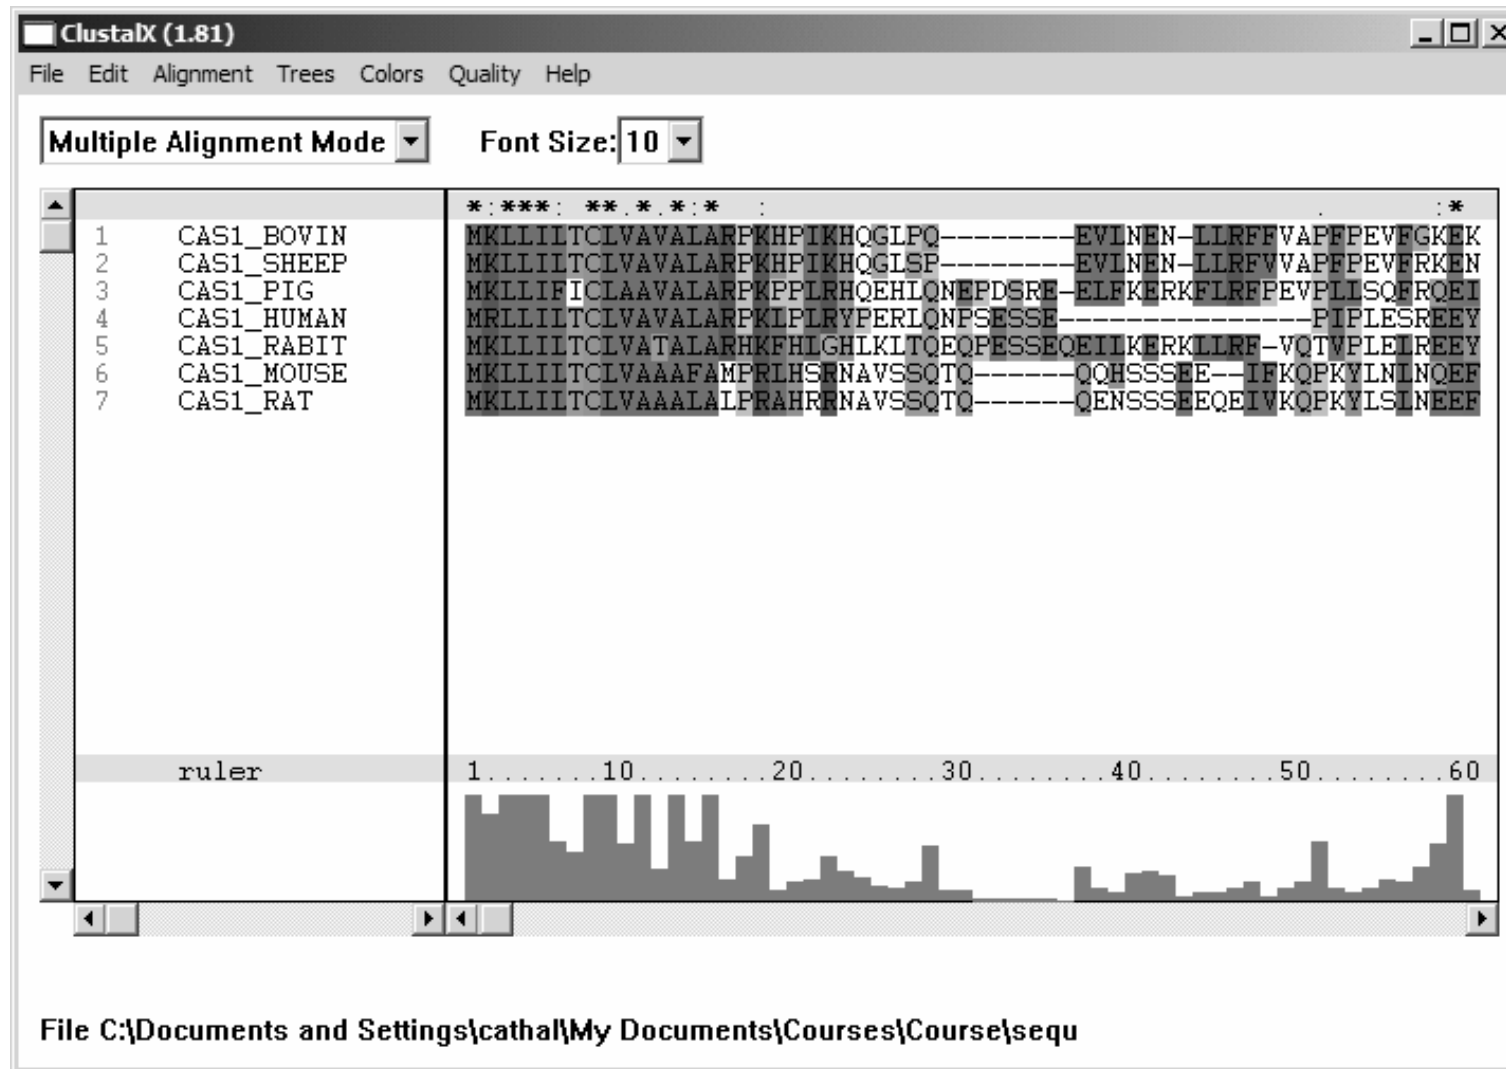 ClustalX (1.81)
File Edit Alignment Trees Colors Quality Help
Multiple Alignment Mode Font Size: 10
*:***: **.*.*:*  :                                . :*
1 CAS1_BOVIN MKLLILTCLVAVALARPKHPIKHQGLPQ--------EVLNEN-LLRFFVAPFPEVFGKEK
2 CAS1_SHEEP MKLLILTCLVAVALARPKHPIKHQGLSP--------EVLNEN-LLRFVVAPFPEVFRKEN
3 CAS1_PIG MKLLIFICLAAVALARPKPPLRHQEHLQNEPDSRE-ELFKERKFLRFPEVPLLSQFRQEI
4 CAS1_HUMAN MRLLILTCLVAVALARPKLPLRYPERLQNPSESSE---------------PIPLESREEY
5 CAS1_RABIT MKLLILTCLVATALARHKFHLGHLKLTQEQPESSEQEILKERKLLRF-VQTVPLELREEY
6 CAS1_MOUSE MKLLILTCLVAAAFAMPRLHSRNAVSSQTQ------QQHSSSEE--IFKQPKYLNLNQEF
7 CAS1_RAT MKLLILTCLVAAALALPRAHRRNAVSSQTQ------QENSSSEEQEIVKQPKYLSLNEEF
ruler 1.......10........20........30........40........50........60
File C:\Documents and Settings\cathal\My Documents\Courses\Course\sequ